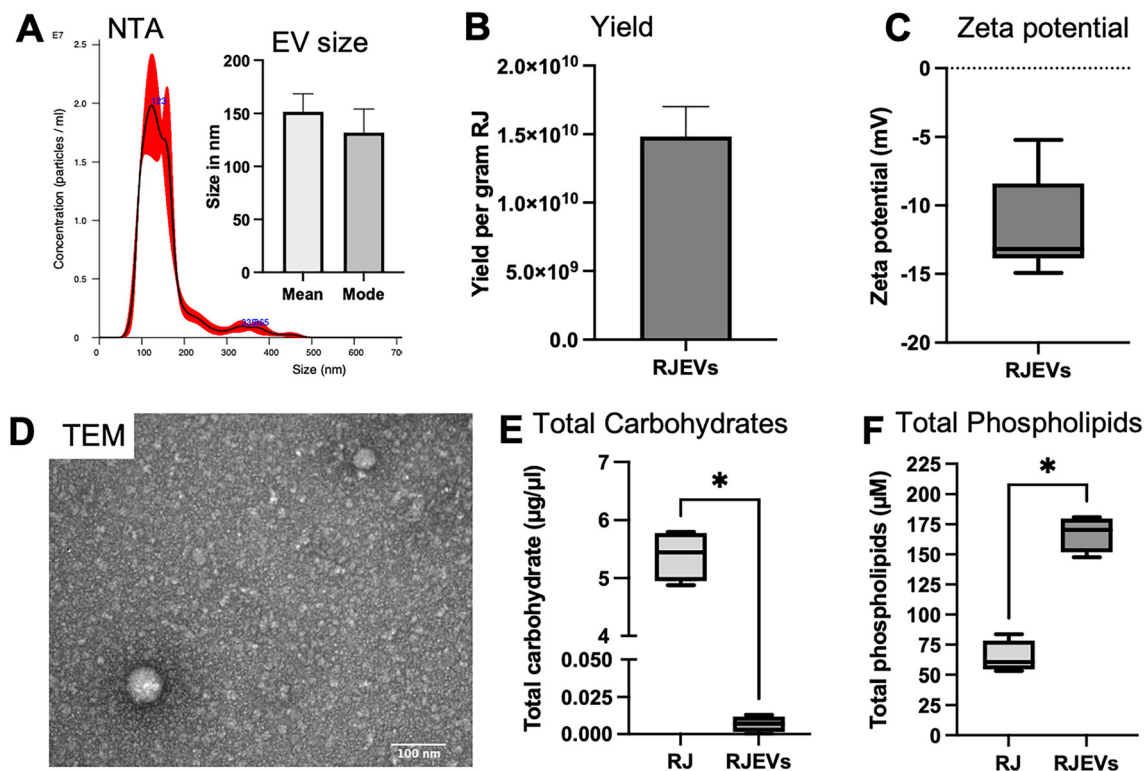 A
NTA
E7
2.5
2.0
1.5
1.0
0.5
0
Concentration (particles / ml)
123
0 100 200 300 400 500 600 70
Size (nm)
EV size
200
150
100
50
0
Size in nm
Mean Mode
B
Yield
2.0×10¹⁰
1.5×10¹⁰
1.0×10¹⁰
5.0×10⁹
0.0
Yield per gram RJ
RJEVs
C
Zeta potential
0
-5
-10
-15
-20
Zeta potential (mV)
RJEVs
D
TEM
100 nm
E
Total Carbohydrates
7
6
5
4
0.050
0.025
0.000
Total carbohydrate (µg/µl)
*
RJ RJEVs
F
Total Phospholipids
225
200
175
150
125
100
75
50
25
0
Total phospholipids (µM)
*
RJ RJEVs